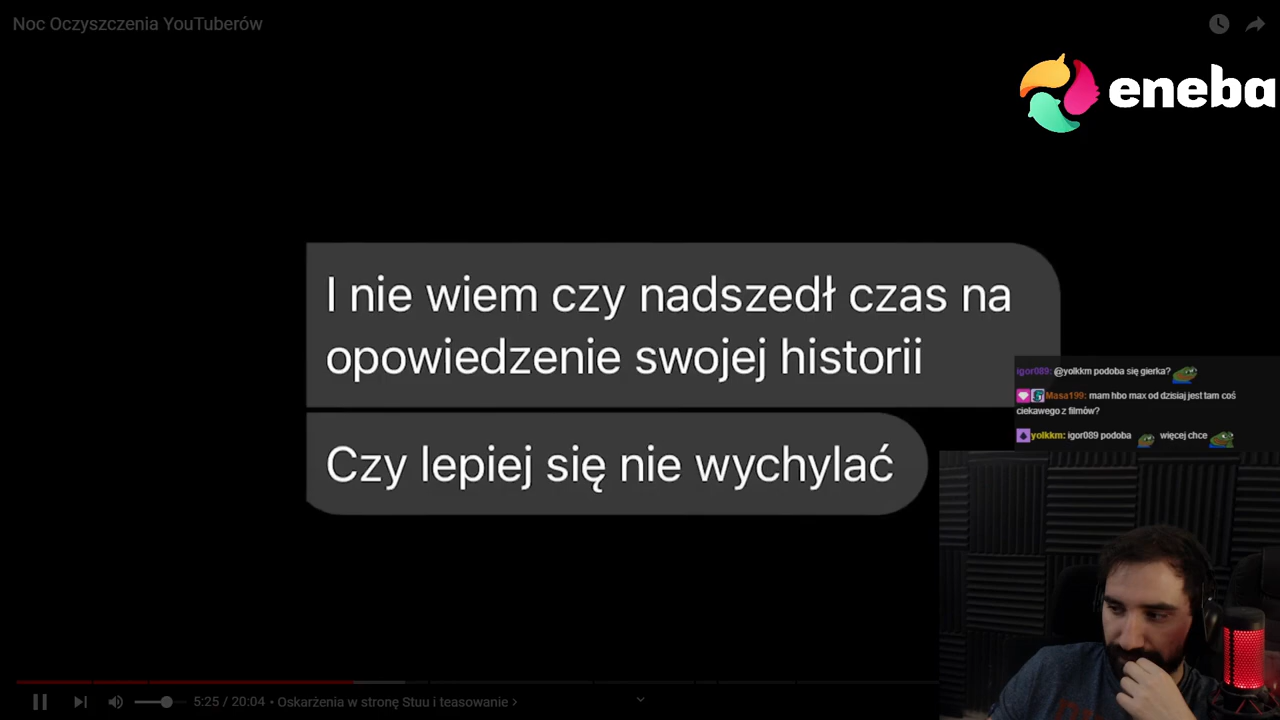 Noc Oczyszczenia YouTuberów
eneba
I nie wiem czy nadszedł czas na
opowiedzenie swojej historii
Czy lepiej się nie wychylać
igor089: @yolkkm podoba się gierka?
Masa199: mam hbo max od dzisiaj jest tam coś
ciekawego z filmów?
yolkkm: igor089 podoba więcej chce
5:25 / 20:04 • Oskarżenia w stronę Stuu i teasowanie ›